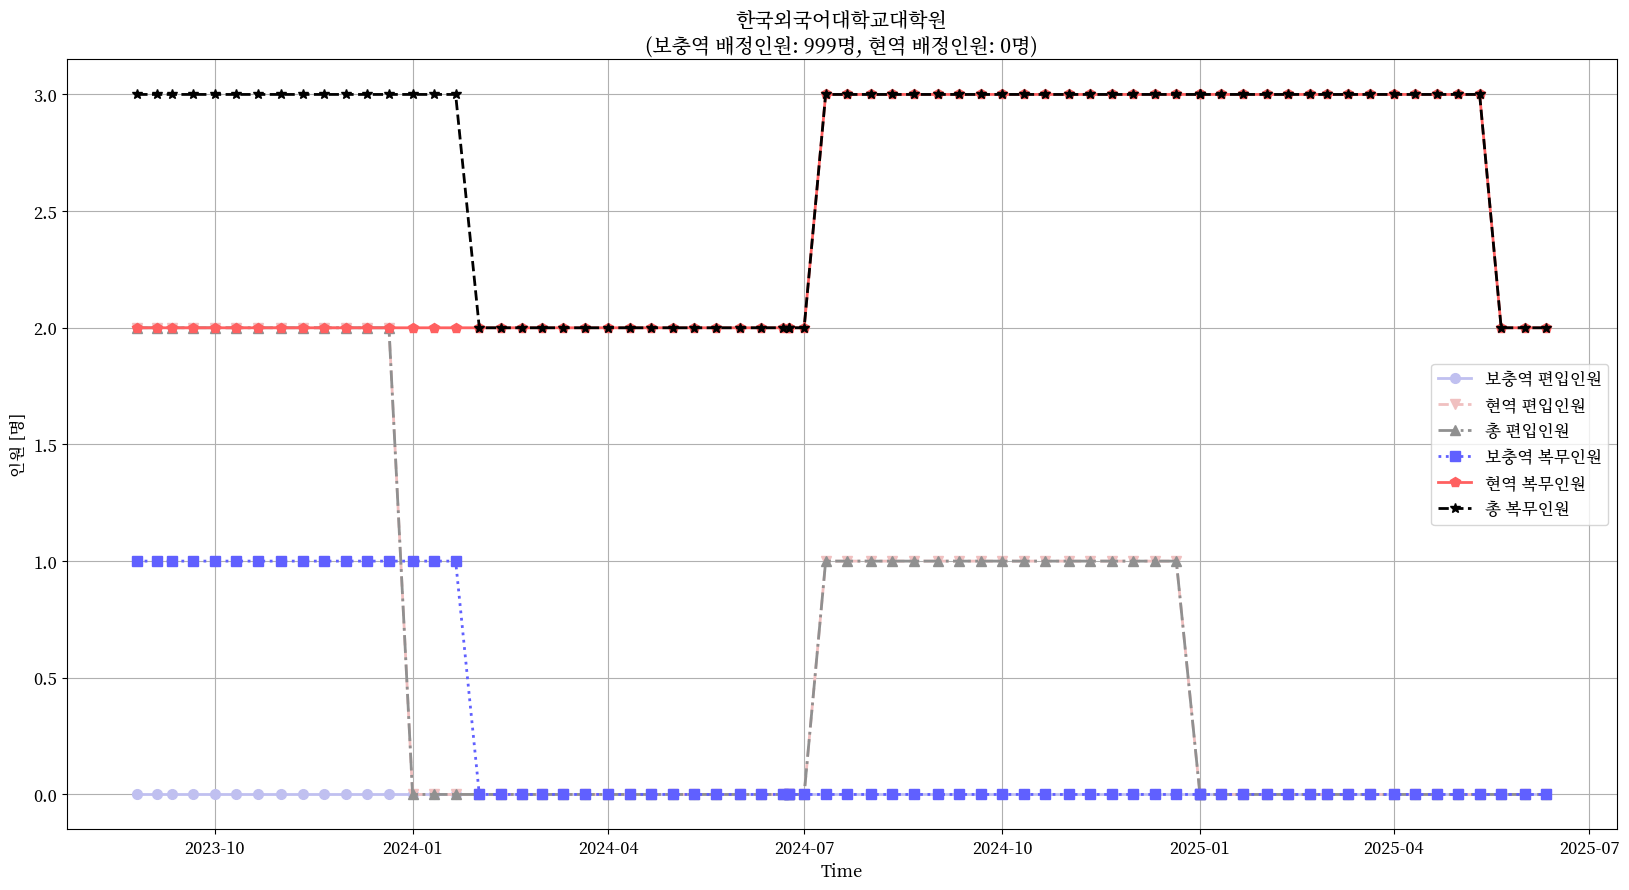 한국외국어대학교대학원
(보충역 배정인원: 999명, 현역 배정인원: 0명)
인원 [명]
3.0
2.5
2.0
1.5
1.0
0.5
0.0
보충역 편입인원
현역 편입인원
총 편입인원
보충역 복무인원
현역 복무인원
총 복무인원
2023-10
2024-01
2024-04
2024-07
2024-10
2025-01
2025-04
2025-07
Time